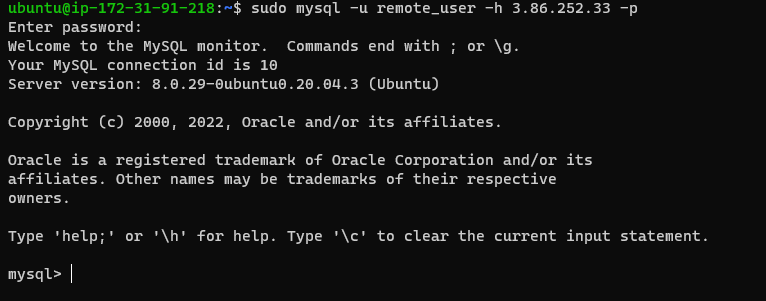 ubuntu@ip-172-31-91-218:~$ sudo mysql -u remote_user -h 3.86.252.33 -p
Enter password:
Welcome to the MySQL monitor.  Commands end with ; or \g.
Your MySQL connection id is 10
Server version: 8.0.29-0ubuntu0.20.04.3 (Ubuntu)

Copyright (c) 2000, 2022, Oracle and/or its affiliates.

Oracle is a registered trademark of Oracle Corporation and/or its
affiliates. Other names may be trademarks of their respective
owners.

Type 'help;' or '\h' for help. Type '\c' to clear the current input statement.

mysql>